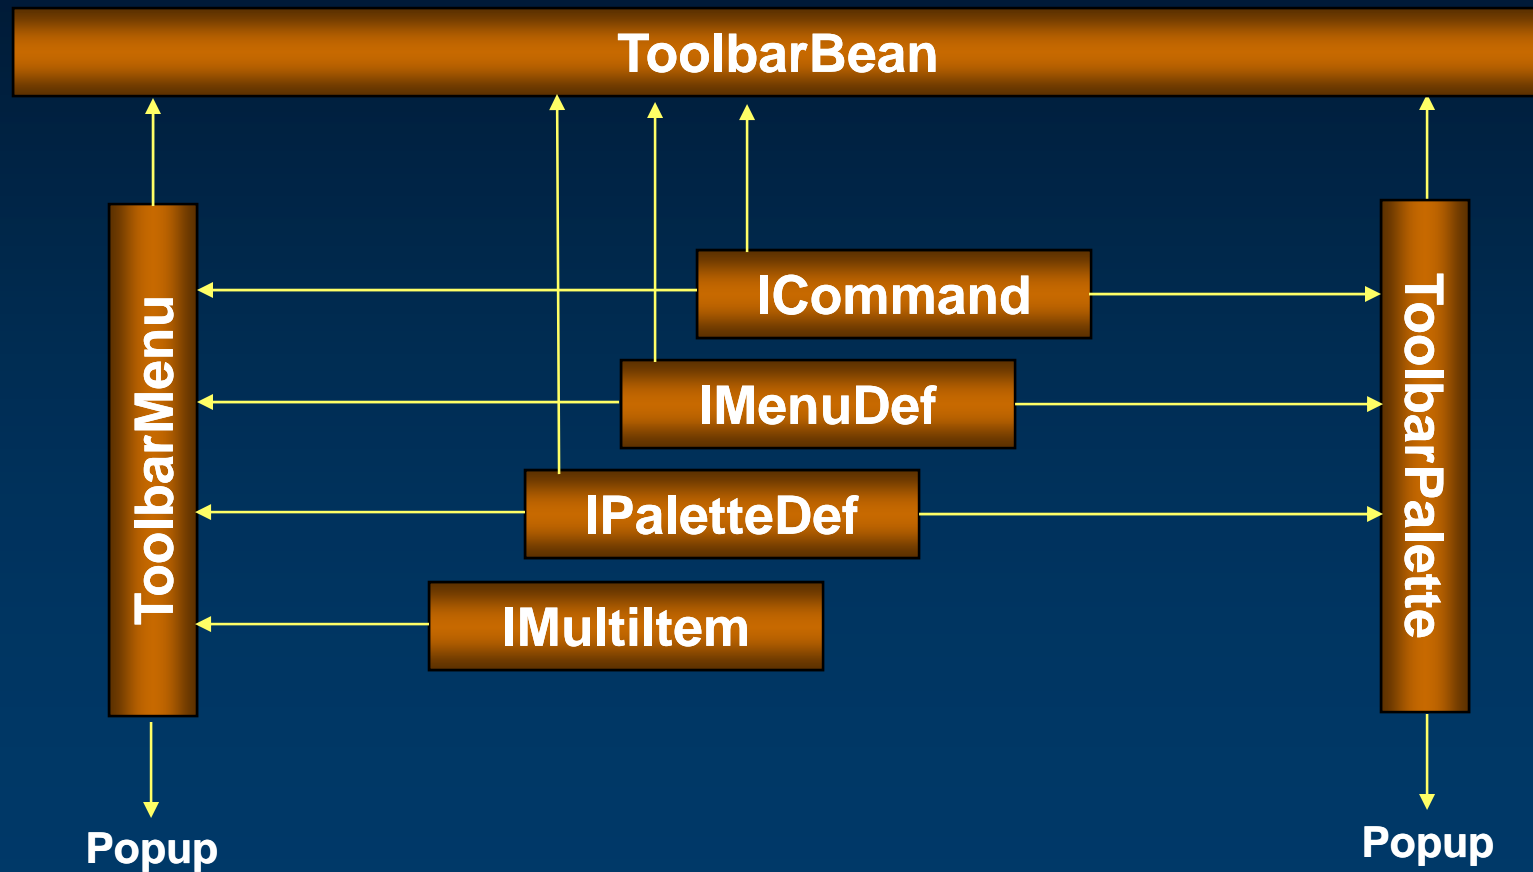 ToolbarBean
ToolbarMenu
ICommand
IMenuDef
IPaletteDef
IMultiItem
ToolbarPalette
Popup
Popup